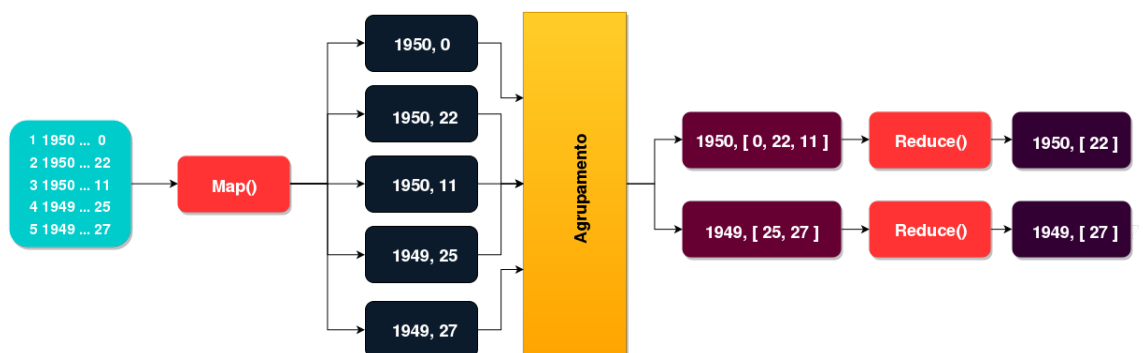 1 1950 ... 0
2 1950 ... 22
3 1950 ... 11
4 1949 ... 25
5 1949 ... 27
Map()
1950, 0
1950, 22
1950, 11
1949, 25
1949, 27
Agrupamento
1950, [ 0, 22, 11 ]
Reduce()
1950, [ 22 ]
1949, [ 25, 27 ]
Reduce()
1949, [ 27 ]